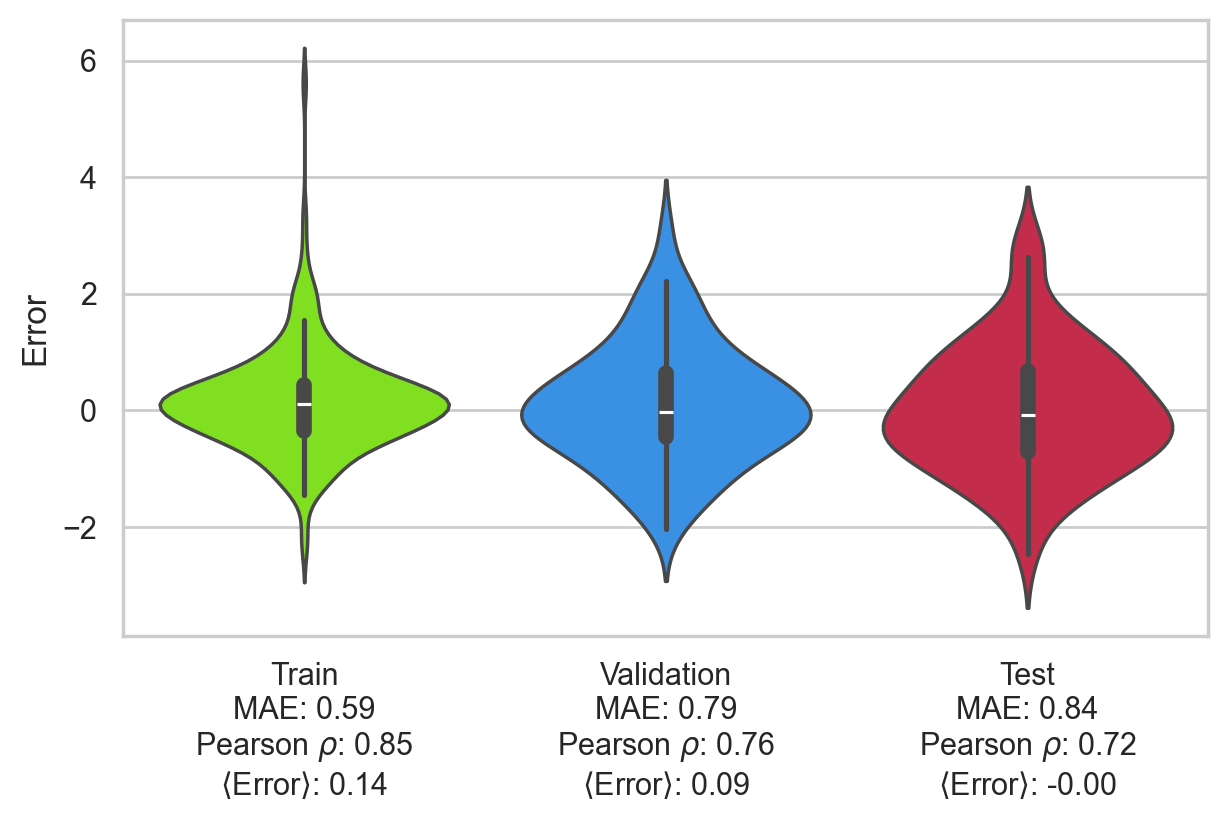 6
4
2
0
−2
Error
Train
MAE: 0.59
Pearson ρ: 0.85
⟨Error⟩: 0.14
Validation
MAE: 0.79
Pearson ρ: 0.76
⟨Error⟩: 0.09
Test
MAE: 0.84
Pearson ρ: 0.72
⟨Error⟩: -0.00